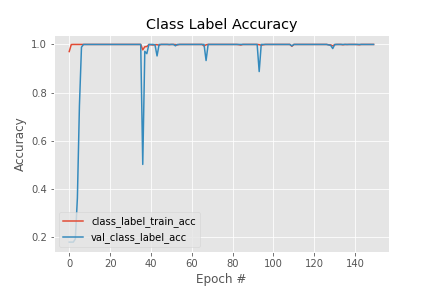 Class Label Accuracy
1.0
0.8
0.6
0.4
0.2
Accuracy
class_label_train_acc
val_class_label_acc
0 20 40 60 80 100 120 140
Epoch #